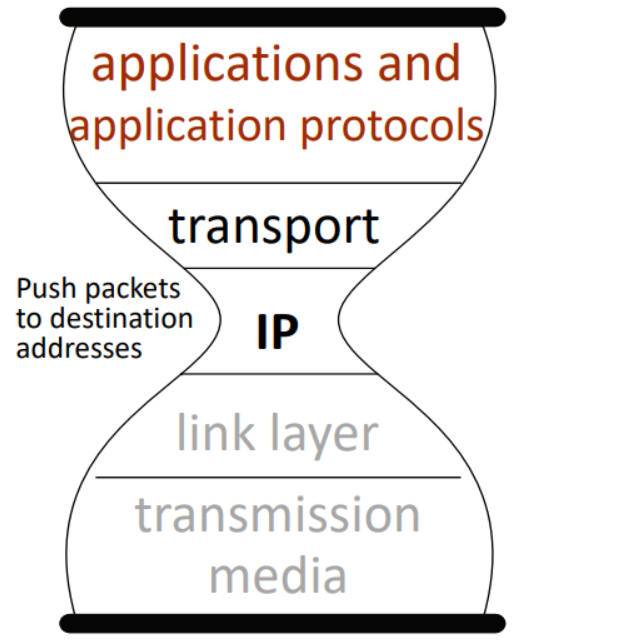 applications and
application protocols
transport
Push packets
to destination
addresses
IP
link layer
transmission
media